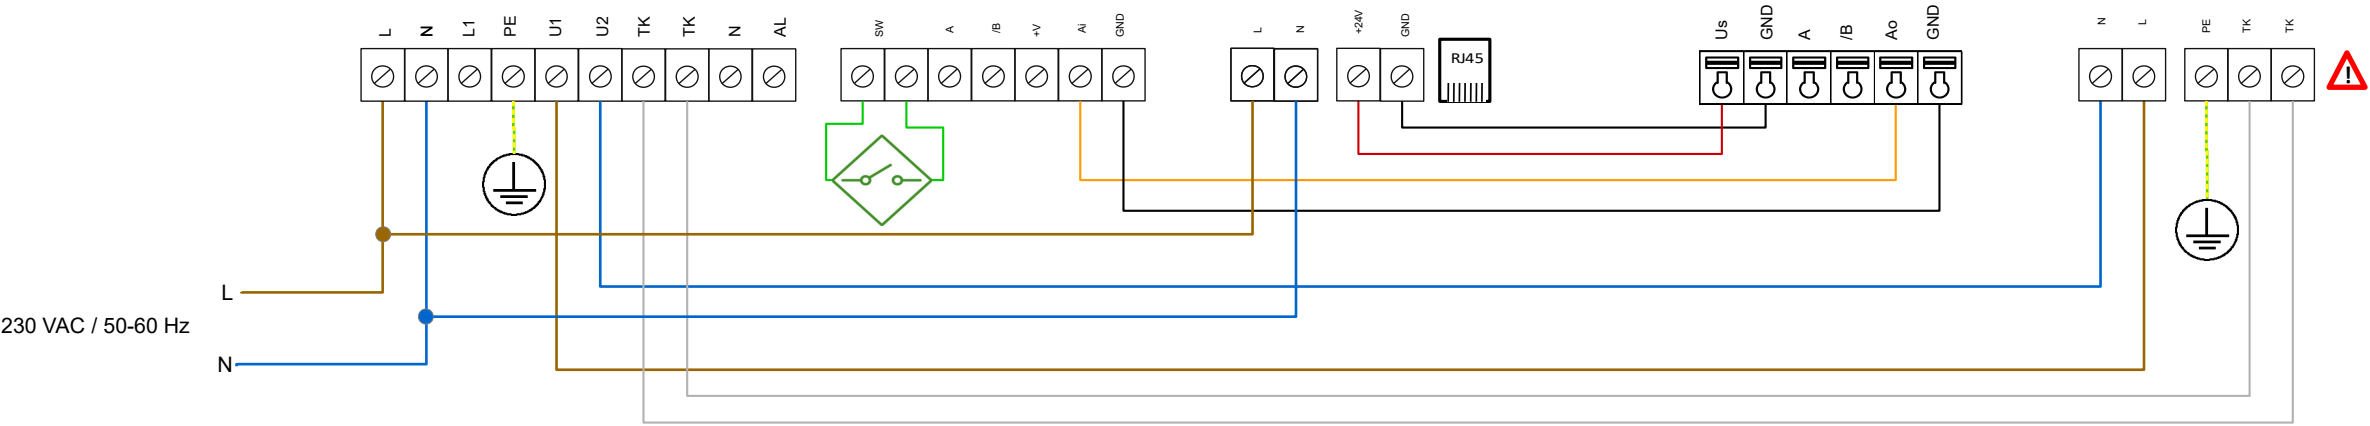 L N L1 PE U1 U2 TK TK N AL
SW A /B +V Ai GND
L N
+24V GND
RJ45
Us GND A /B Ao GND
N L
PE TK TK
!
L
230 VAC / 50-60 Hz
N